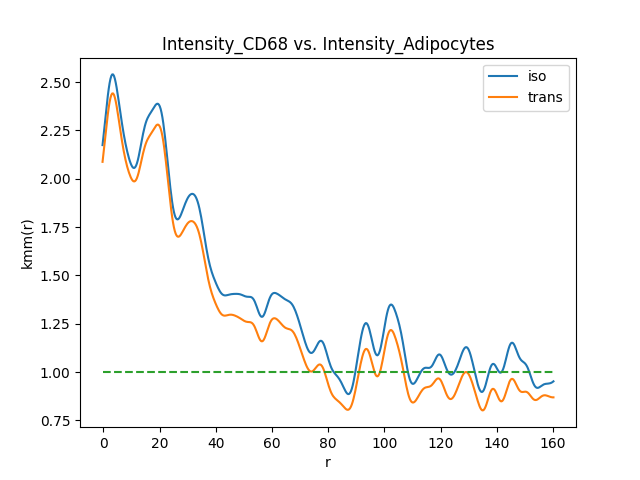 Intensity_CD68 vs. Intensity_Adipocytes
iso
trans
kmm(r)
2.50
2.25
2.00
1.75
1.50
1.25
1.00
0.75
0 20 40 60 80 100 120 140 160
r